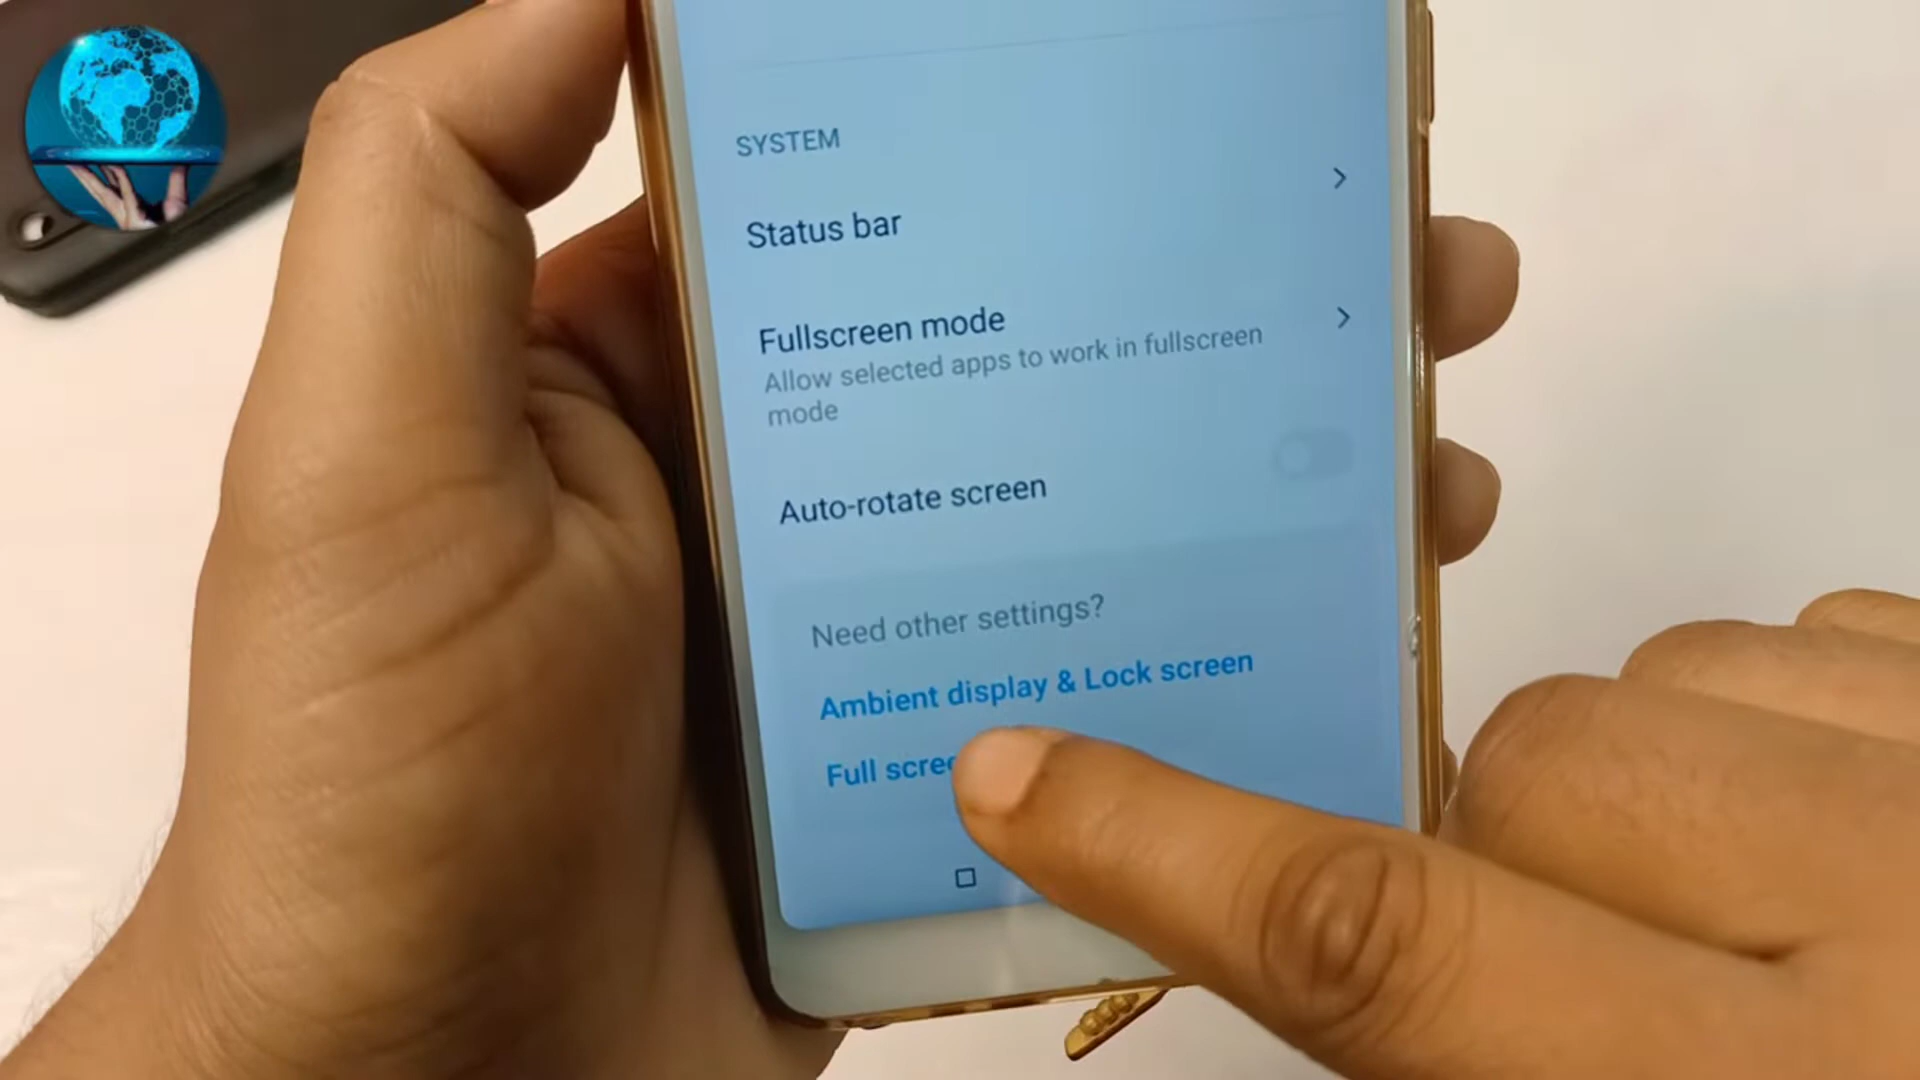 SYSTEM
Status bar
Fullscreen mode
Allow selected apps to work in fullscreen
mode
Auto-rotate screen
Need other settings?
Ambient display & Lock screen
Full